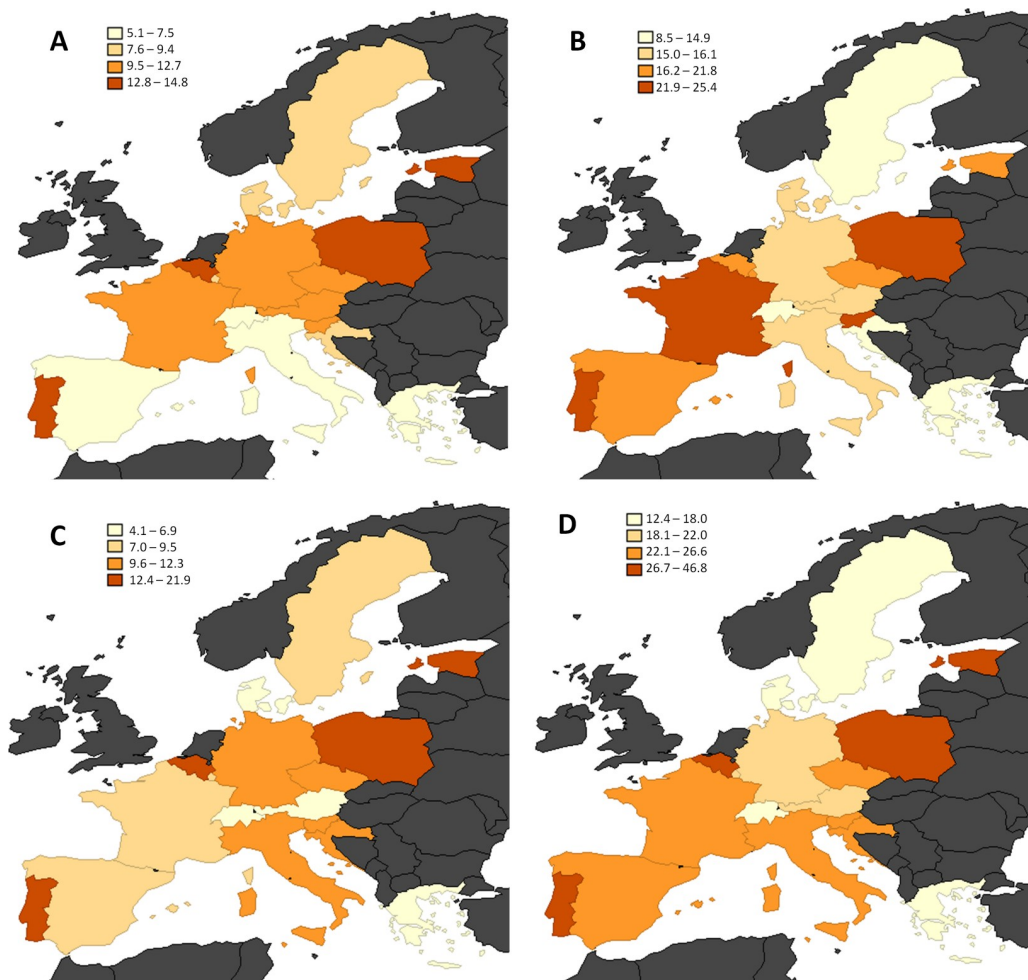 A
5.1 – 7.5
7.6 – 9.4
9.5 – 12.7
12.8 – 14.8
B
8.5 – 14.9
15.0 – 16.1
16.2 – 21.8
21.9 – 25.4
C
4.1 – 6.9
7.0 – 9.5
9.6 – 12.3
12.4 – 21.9
D
12.4 – 18.0
18.1 – 22.0
22.1 – 26.6
26.7 – 46.8